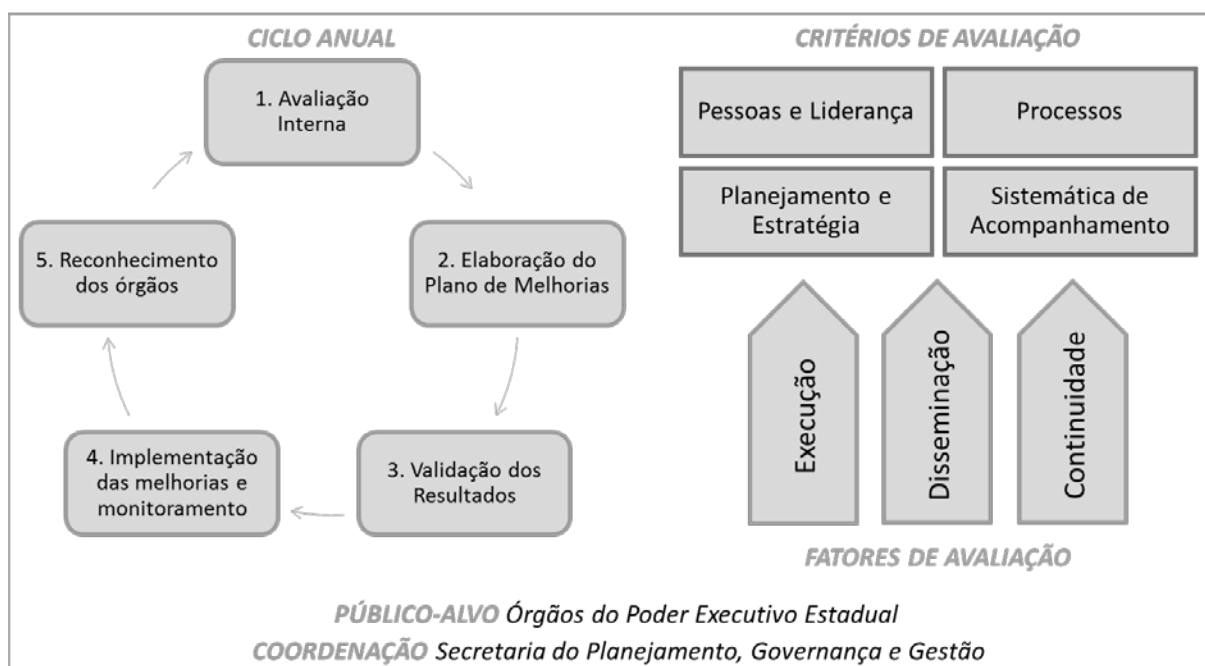 CICLO ANUAL
1. Avaliação
Interna
2. Elaboração do
Plano de Melhorias
3. Validação dos
Resultados
4. Implementação
das melhorias e
monitoramento
5. Reconhecimento
dos órgãos
CRITÉRIOS DE AVALIAÇÃO
Pessoas e Liderança
Processos
Planejamento e
Estratégia
Sistemática de
Acompanhamento
Execução
Disseminação
Continuidade
FATORES DE AVALIAÇÃO
PÚBLICO-ALVO Órgãos do Poder Executivo Estadual
COORDENAÇÃO Secretaria do Planejamento, Governança e Gestão